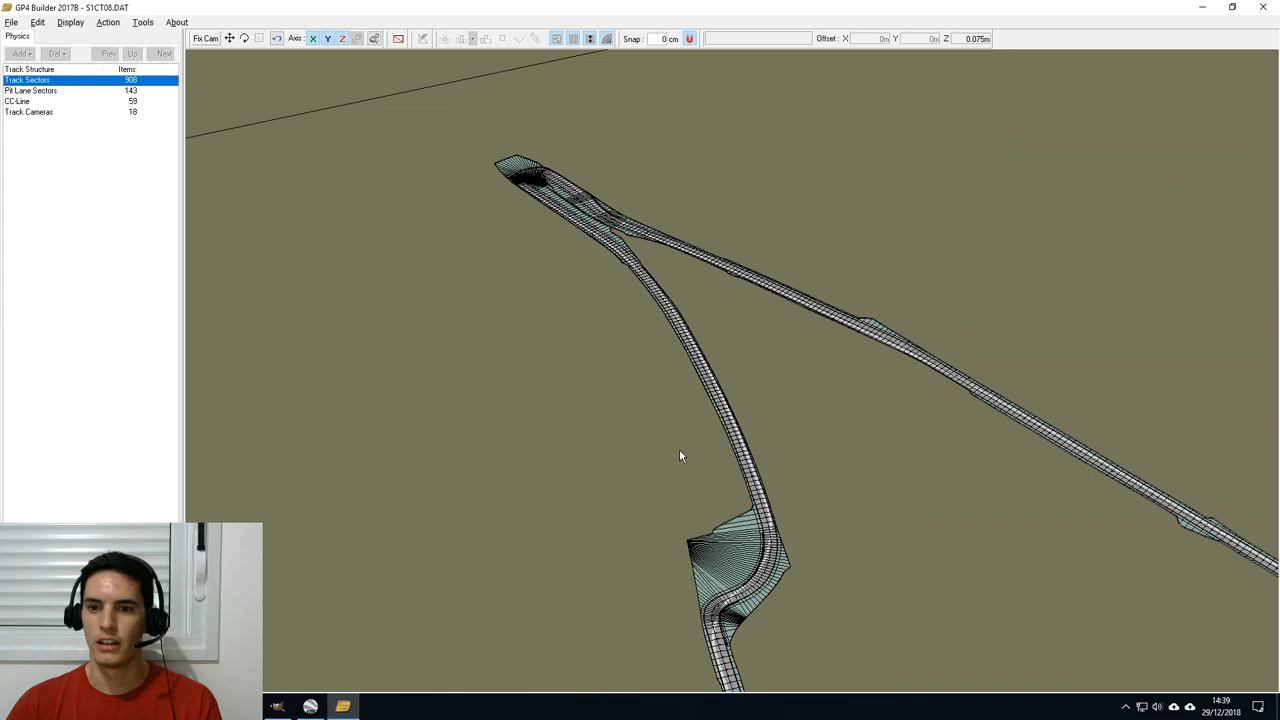 GP4 Builder 2017B - S1CT08.DAT
File Edit Display Action Tools About
Physics
Fix Cam Axis: X Y Z Snap : 0 cm Offset : X 0m Y 0m Z 0.075m
Add Del Prev Up Next
Track Structure Items
Track Sectors 908
Pit Lane Sectors 143
CC-Line 59
Track Cameras 18
14:39
29/12/2018